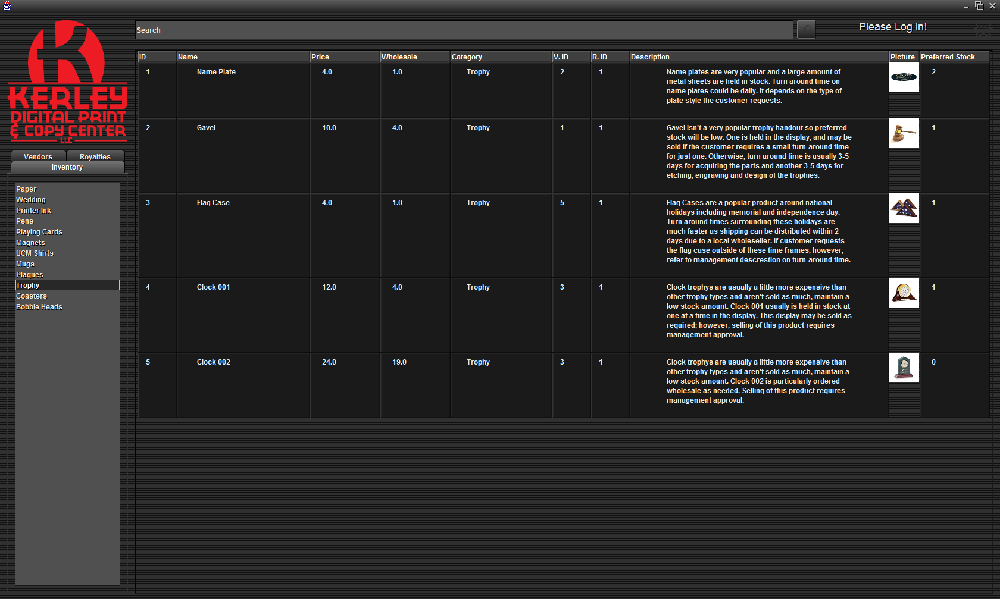 Search
Please Log in!
KERLEY
DIGITAL PRINT
& COPY CENTER
LLC
Vendors Royalties
Inventory
Paper
Wedding
Printer Ink
Pens
Playing Cards
Magnets
UCM Shirts
Mugs
Plaques
Trophy
Coasters
Bobble Heads
ID Name Price Wholesale Category V. ID R. ID Description Picture Preferred Stock
1 Name Plate 4.0 1.0 Trophy 2 1 Name plates are very popular and a large amount of 2
metal sheets are held in stock. Turn around time on
name plates could be daily. It depends on the type of
plate style the customer requests.
2 Gavel 10.0 4.0 Trophy 1 1 Gavel isn't a very popular trophy handout so preferred 1
stock will be low. One is held in the display, and may be
sold if the customer requires a small turn-around time
for just one. Otherwise, turn around time is usually 3-5
days for acquiring the parts and another 3-5 days for
etching, engraving and design of the trophies.
3 Flag Case 4.0 1.0 Trophy 5 1 Flag Cases are a popular product around national 1
holidays including memorial and independence day.
Turn around times surrounding these holidays are
much faster as shipping can be distributed within 2
days due to a local wholeseller. If customer requests
the flag case outside of these time frames, however,
refer to management descrestion on turn-around time.
4 Clock 001 12.0 4.0 Trophy 3 1 Clock trophys are usually a little more expensive than 1
other trophy types and aren't sold as much, maintain a
low stock amount. Clock 001 usually is held in stock at
one at a time in the display. This display may be sold as
required; however, selling of this product requires
management approval.
5 Clock 002 24.0 19.0 Trophy 3 1 Clock trophys are usually a little more expensive than 0
other trophy types and aren't sold as much, maintain a
low stock amount. Clock 002 is particularly ordered
wholesale as needed. Selling of this product requires
management approval.